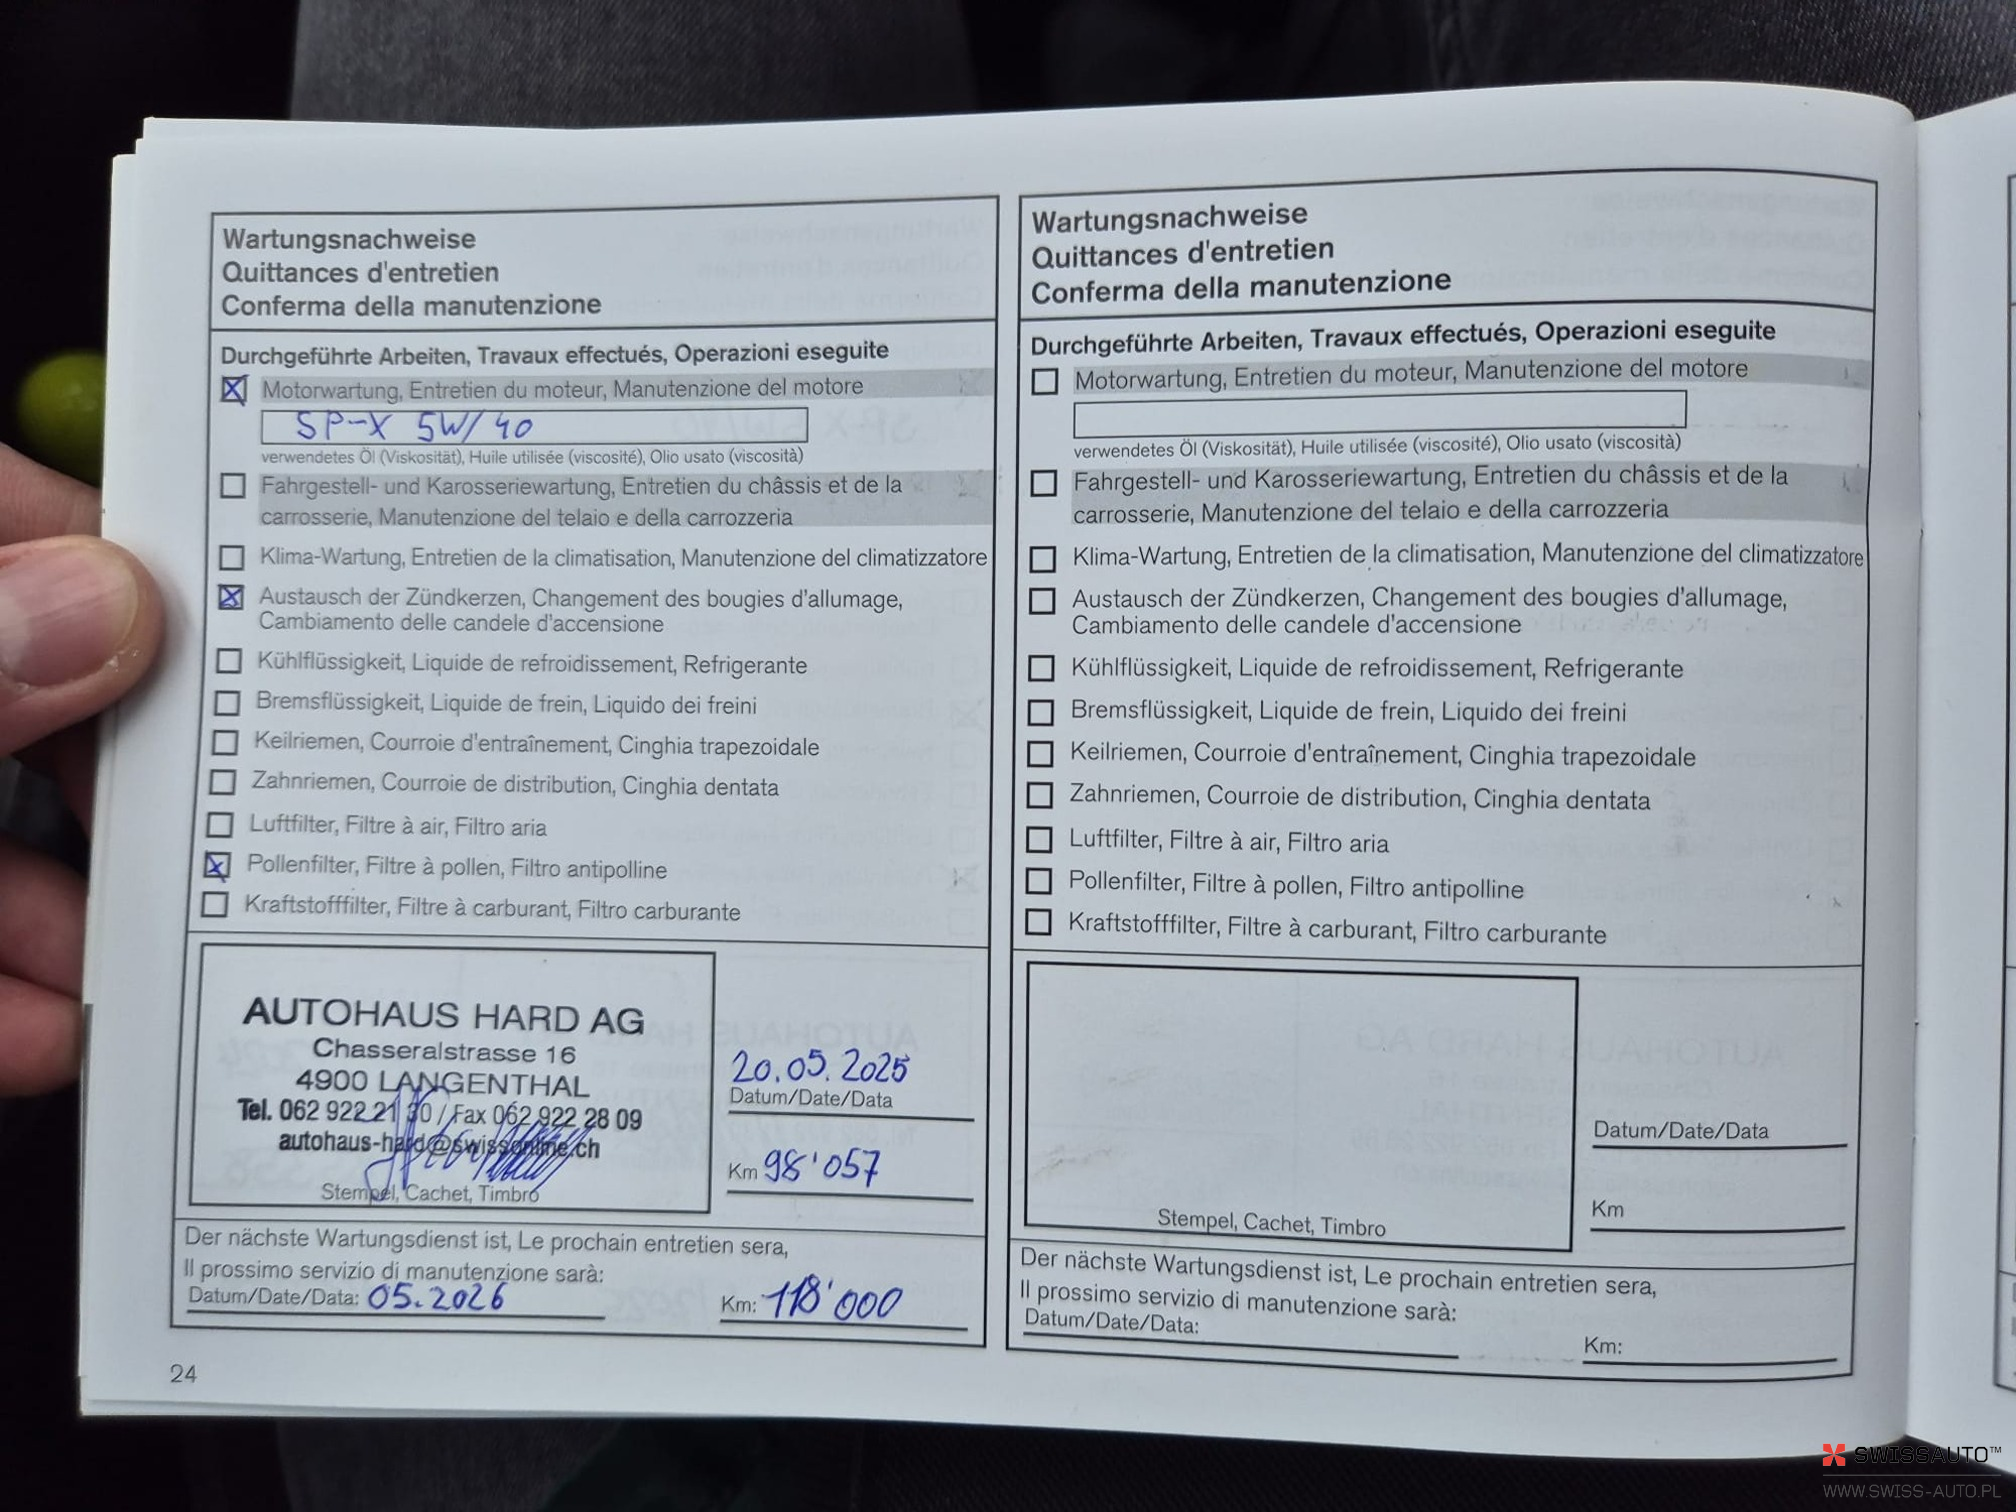 Wartungsnachweise
Quittances d'entretien
Conferma della manutenzione
Durchgeführte Arbeiten, Travaux effectués, Operazioni eseguite
Motorwartung, Entretien du moteur, Manutenzione del motore
SP-X 5W/40
verwendetes Öl (Viskosität), Huile utilisée (viscosité), Olio usato (viscosità)
Fahrgestell- und Karosseriewartung, Entretien du châssis et de la
carrosserie, Manutenzione del telaio e della carrozzeria
Klima-Wartung, Entretien de la climatisation, Manutenzione del climatizzatore
Austausch der Zündkerzen, Changement des bougies d'allumage,
Cambiamento delle candele d'accensione
Kühlflüssigkeit, Liquide de refroidissement, Refrigerante
Bremsflüssigkeit, Liquide de frein, Liquido dei freini
Keilriemen, Courroie d'entraînement, Cinghia trapezoidale
Zahnriemen, Courroie de distribution, Cinghia dentata
Luftfilter, Filtre à air, Filtro aria
Pollenfilter, Filtre à pollen, Filtro antipolline
Kraftstofffilter, Filtre à carburant, Filtro carburante
AUTOHAUS HARD AG
Chasseralstrasse 16
4900 LANGENTHAL
Tel. 062 922 21 30 / Fax 062 922 28 09
autohaus-hard@swissonline.ch
Stempel, Cachet, Timbro
20.05.2025
Datum/Date/Data
Km 98'057
Der nächste Wartungsdienst ist, Le prochain entretien sera,
Il prossimo servizio di manutenzione sarà:
Datum/Date/Data: 05.2026
Km: 118'000
24
Wartungsnachweise
Quittances d'entretien
Conferma della manutenzione
Durchgeführte Arbeiten, Travaux effectués, Operazioni eseguite
Motorwartung, Entretien du moteur, Manutenzione del motore
verwendetes Öl (Viskosität), Huile utilisée (viscosité), Olio usato (viscosità)
Fahrgestell- und Karosseriewartung, Entretien du châssis et de la
carrosserie, Manutenzione del telaio e della carrozzeria
Klima-Wartung, Entretien de la climatisation, Manutenzione del climatizzatore
Austausch der Zündkerzen, Changement des bougies d'allumage,
Cambiamento delle candele d'accensione
Kühlflüssigkeit, Liquide de refroidissement, Refrigerante
Bremsflüssigkeit, Liquide de frein, Liquido dei freini
Keilriemen, Courroie d'entraînement, Cinghia trapezoidale
Zahnriemen, Courroie de distribution, Cinghia dentata
Luftfilter, Filtre à air, Filtro aria
Pollenfilter, Filtre à pollen, Filtro antipolline
Kraftstofffilter, Filtre à carburant, Filtro carburante
Stempel, Cachet, Timbro
Datum/Date/Data
Km
Der nächste Wartungsdienst ist, Le prochain entretien sera,
Il prossimo servizio di manutenzione sarà:
Datum/Date/Data:
Km:
SWISSAUTO™
WWW.SWISS-AUTO.PL